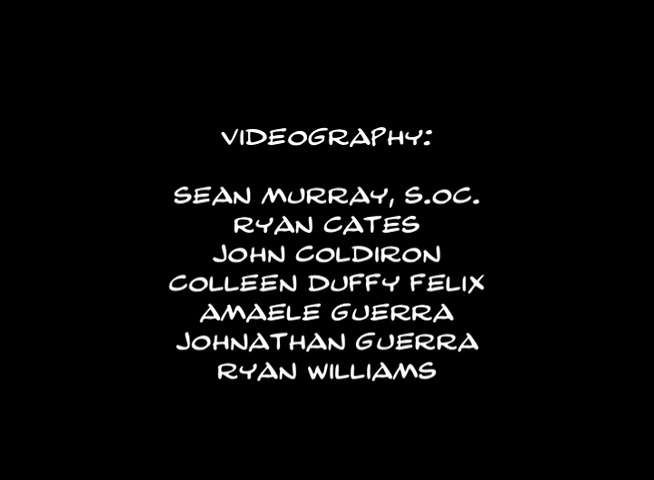 VIDEOGRAPHY:
SEAN MURRAY, S.OC.
RYAN CATES
JOHN COLDIRON
COLLEEN DUFFY FELIX
AMAELE GUERRA
JOHNATHAN GUERRA
RYAN WILLIAMS